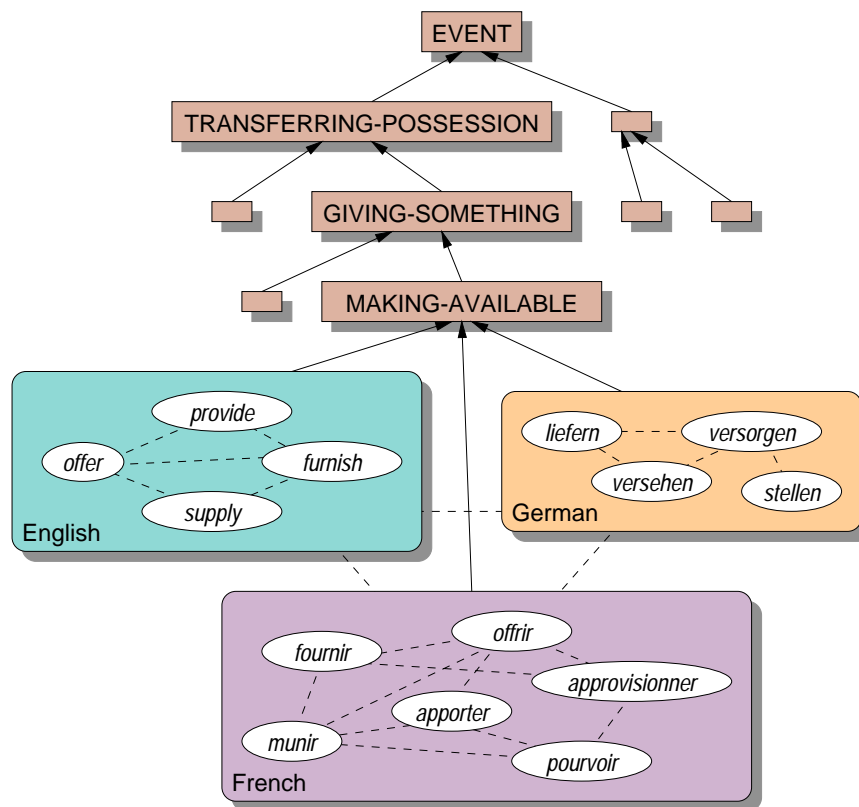 EVENT
TRANSFERRING-POSSESSION
GIVING-SOMETHING
MAKING-AVAILABLE
provide
offer
furnish
supply
English
liefern
versorgen
versehen
stellen
German
offrir
fournir
approvisionner
apporter
munir
pourvoir
French